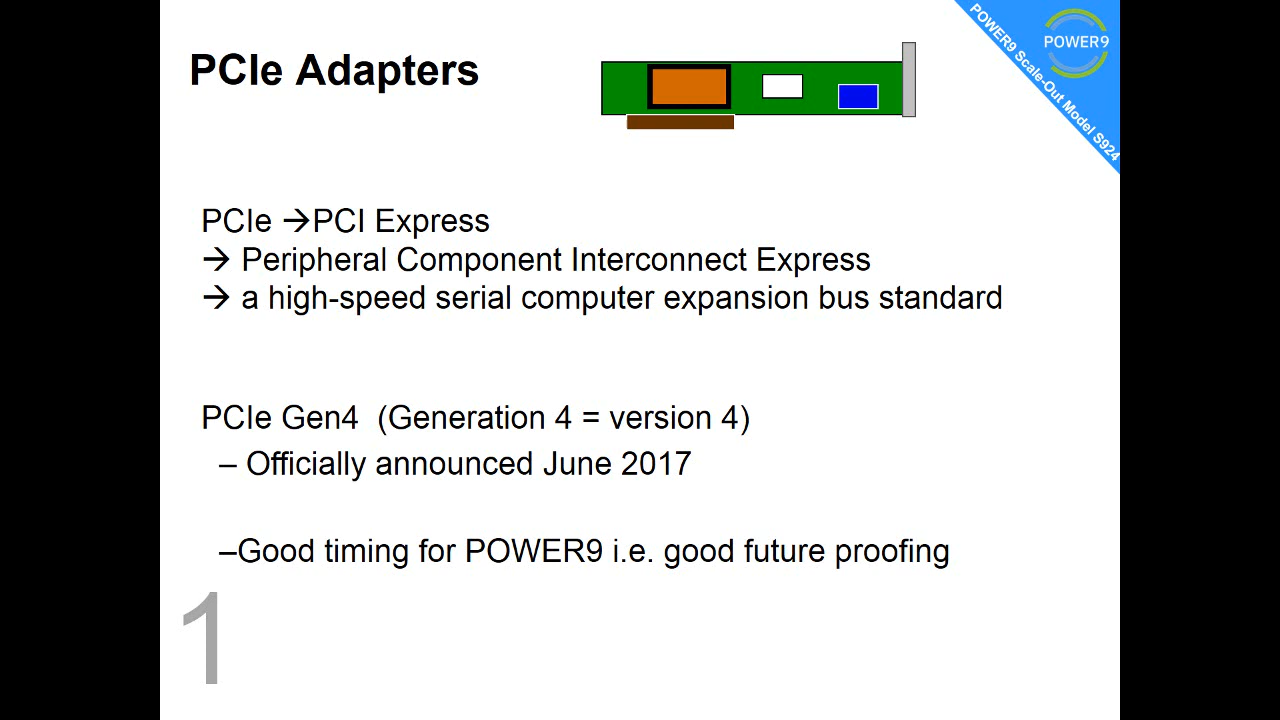 PCIe Adapters
POWER9
POWER9 Scale-Out Model S924
PCIe →PCI Express
→ Peripheral Component Interconnect Express
→ a high-speed serial computer expansion bus standard
PCIe Gen4 (Generation 4 = version 4)
– Officially announced June 2017
–Good timing for POWER9 i.e. good future proofing
1